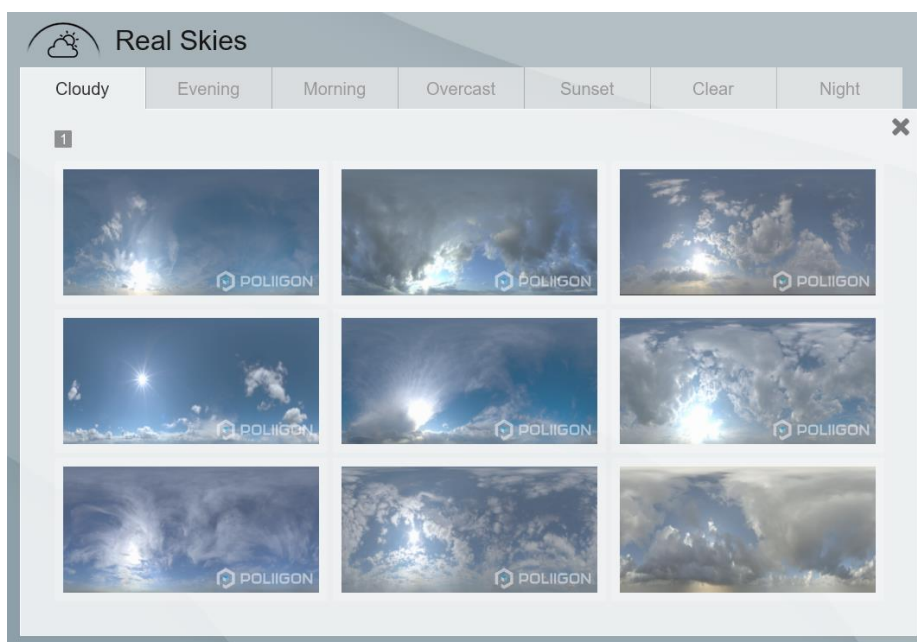 Real Skies
Cloudy Evening Morning Overcast Sunset Clear Night
1
POLIIGON POLIIGON POLIIGON
POLIIGON POLIIGON POLIIGON
POLIIGON POLIIGON